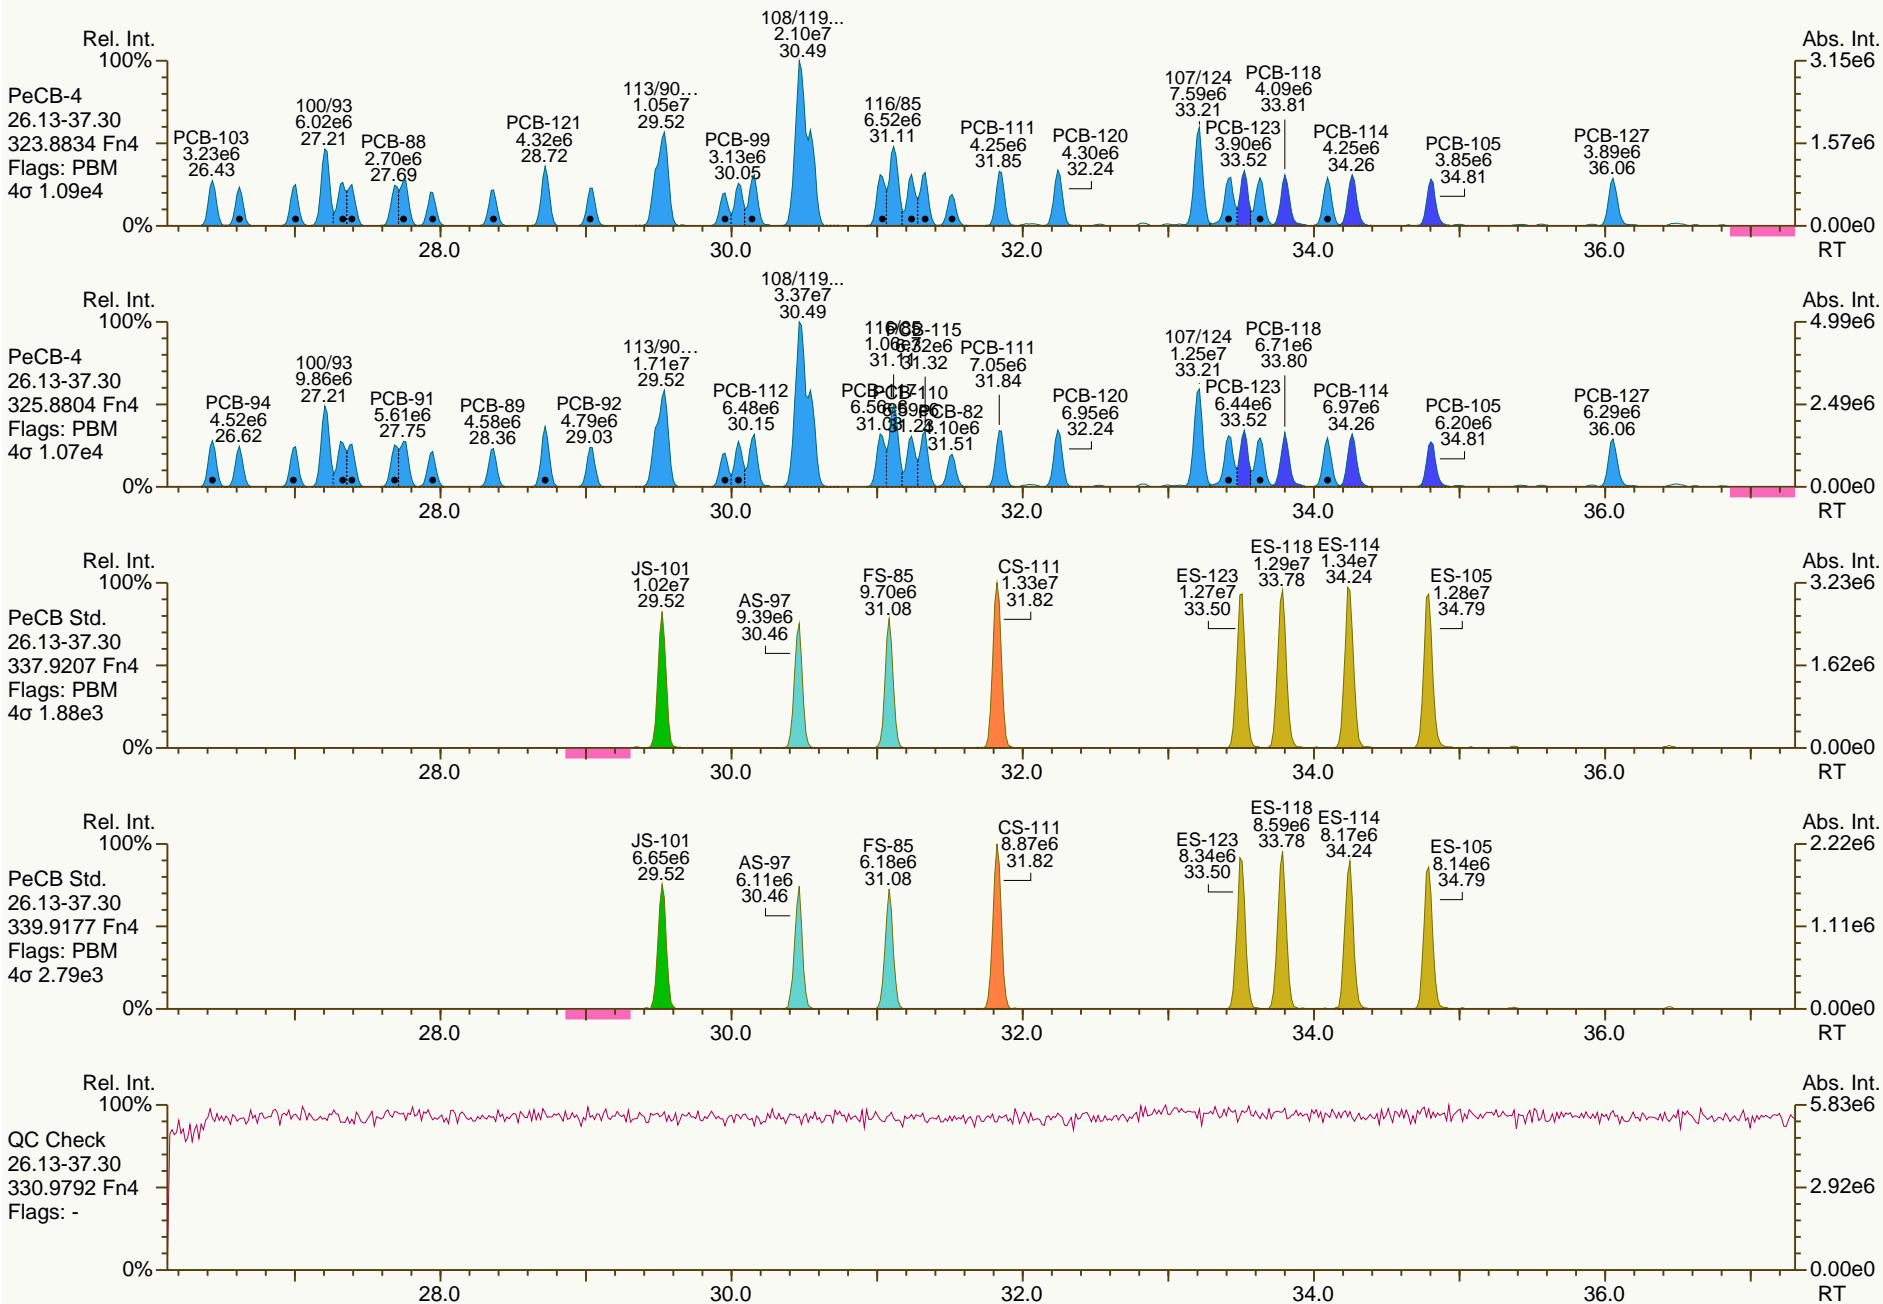 Rel. Int.
100%
0%
PeCB-4
26.13-37.30
323.8834 Fn4
Flags: PBM
4σ 1.09e4
PCB-103
3.23e6
26.43
100/93
6.02e6
27.21
PCB-88
2.70e6
27.69
PCB-121
4.32e6
28.72
113/90...
1.05e7
29.52
PCB-99
3.13e6
30.05
108/119...
2.10e7
30.49
116/85
6.52e6
31.11
PCB-111
4.25e6
31.85
PCB-120
4.30e6
32.24
107/124
7.59e6
33.21
PCB-123
3.90e6
33.52
PCB-118
4.09e6
33.81
PCB-114
4.25e6
34.26
PCB-105
3.85e6
34.81
PCB-127
3.89e6
36.06
Abs. Int.
3.15e6
1.57e6
0.00e0
28.0 30.0 32.0 34.0 36.0 RT
Rel. Int.
100%
0%
PeCB-4
26.13-37.30
325.8804 Fn4
Flags: PBM
4σ 1.07e4
PCB-94
4.52e6
26.62
100/93
9.86e6
27.21
PCB-91
5.61e6
27.75
PCB-89
4.58e6
28.36
PCB-92
4.79e6
29.03
113/90...
1.71e7
29.52
PCB-112
6.48e6
30.15
108/119...
3.37e7
30.49
PCB-115
31.32
PCB-82
4.10e6
31.51
PCB-111
7.05e6
31.84
PCB-120
6.95e6
32.24
107/124
1.25e7
33.21
PCB-123
6.44e6
33.52
PCB-118
6.71e6
33.80
PCB-114
6.97e6
34.26
PCB-105
6.20e6
34.81
PCB-127
6.29e6
36.06
Abs. Int.
4.99e6
2.49e6
0.00e0
28.0 30.0 32.0 34.0 36.0 RT
Rel. Int.
100%
0%
PeCB Std.
26.13-37.30
337.9207 Fn4
Flags: PBM
4σ 1.88e3
JS-101
1.02e7
29.52
AS-97
9.39e6
30.46
FS-85
9.70e6
31.08
CS-111
1.33e7
31.82
ES-123
1.27e7
33.50
ES-118
1.29e7
33.78
ES-114
1.34e7
34.24
ES-105
1.28e7
34.79
Abs. Int.
3.23e6
1.62e6
0.00e0
28.0 30.0 32.0 34.0 36.0 RT
Rel. Int.
100%
0%
PeCB Std.
26.13-37.30
339.9177 Fn4
Flags: PBM
4σ 2.79e3
JS-101
6.65e6
29.52
AS-97
6.11e6
30.46
FS-85
6.18e6
31.08
CS-111
8.87e6
31.82
ES-123
8.34e6
33.50
ES-118
8.59e6
33.78
ES-114
8.17e6
34.24
ES-105
8.14e6
34.79
Abs. Int.
2.22e6
1.11e6
0.00e0
28.0 30.0 32.0 34.0 36.0 RT
Rel. Int.
100%
0%
QC Check
26.13-37.30
330.9792 Fn4
Flags: -
Abs. Int.
5.83e6
2.92e6
0.00e0
28.0 30.0 32.0 34.0 36.0 RT